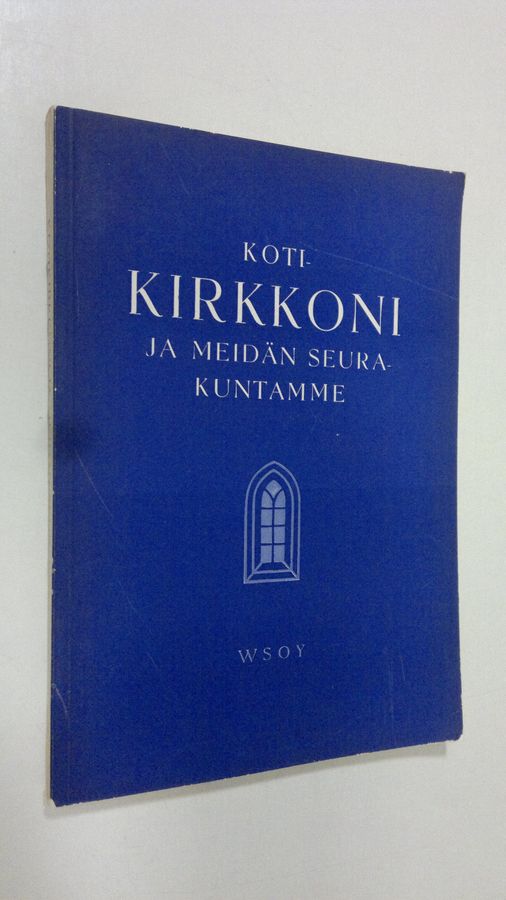 KOTI-
KIRKKONI
JA MEIDÄN SEURA-
KUNTAMME
WSOY